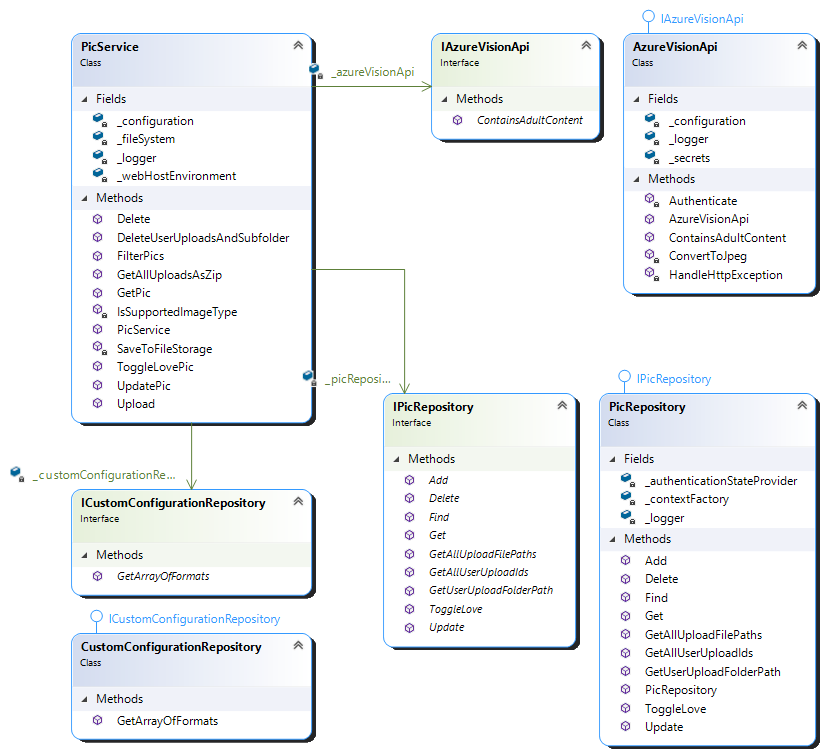 PicService
Class
Fields
_configuration
_fileSystem
_logger
_webHostEnvironment
Methods
Delete
DeleteUserUploadsAndSubfolder
FilterPics
GetAllUploadsAsZip
GetPic
IsSupportedImageType
PicService
SaveToFileStorage
ToggleLovePic
UpdatePic
Upload
_azureVisionApi
IAzureVisionApi
Interface
Methods
ContainsAdultContent
IAzureVisionApi
AzureVisionApi
Class
Fields
_configuration
_logger
_secrets
Methods
Authenticate
AzureVisionApi
ContainsAdultContent
ConvertToJpeg
HandleHttpException
_picReposi...
IPicRepository
Interface
Methods
Add
Delete
Find
Get
GetAllUploadFilePaths
GetAllUserUploadIds
GetUserUploadFolderPath
ToggleLove
Update
IPicRepository
PicRepository
Class
Fields
_authenticationStateProvider
_contextFactory
_logger
Methods
Add
Delete
Find
Get
GetAllUploadFilePaths
GetAllUserUploadIds
GetUserUploadFolderPath
PicRepository
ToggleLove
Update
_customConfigurationRe...
ICustomConfigurationRepository
Interface
Methods
GetArrayOfFormats
ICustomConfigurationRepository
CustomConfigurationRepository
Class
Methods
GetArrayOfFormats